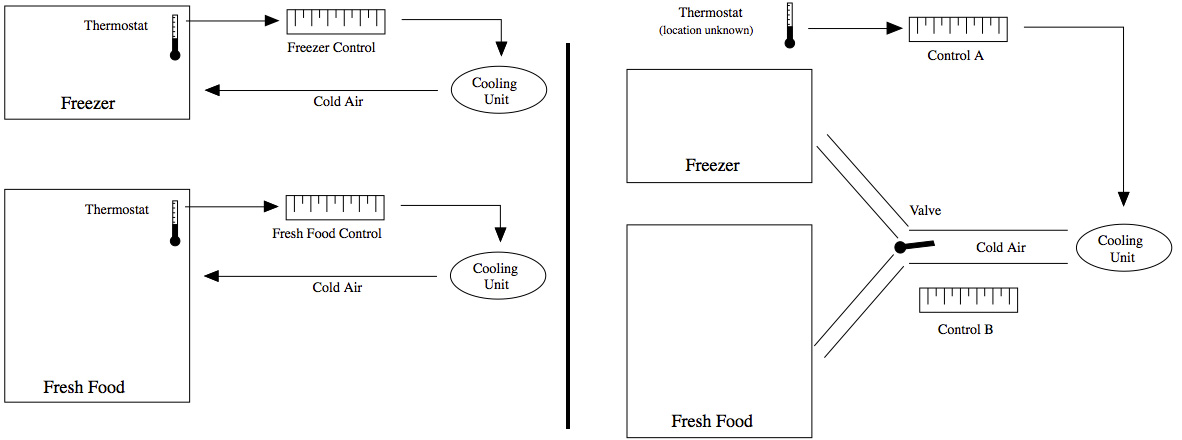 Thermostat
Freezer Control
Cooling
Unit
Cold Air
Freezer
Thermostat
Fresh Food Control
Cooling
Unit
Cold Air
Fresh Food
Thermostat
(location unknown)
Control A
Freezer
Valve
Cold Air
Cooling
Unit
Control B
Fresh Food